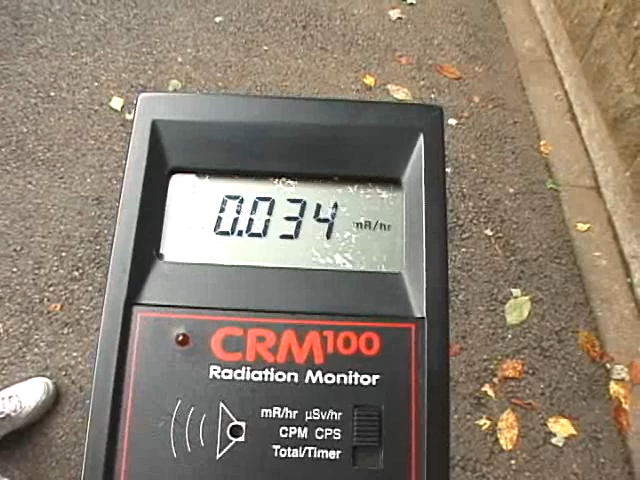 0.034 mR/hr
CRM100
Radiation Monitor
mR/hr µSv/hr
CPM CPS
Total/Timer